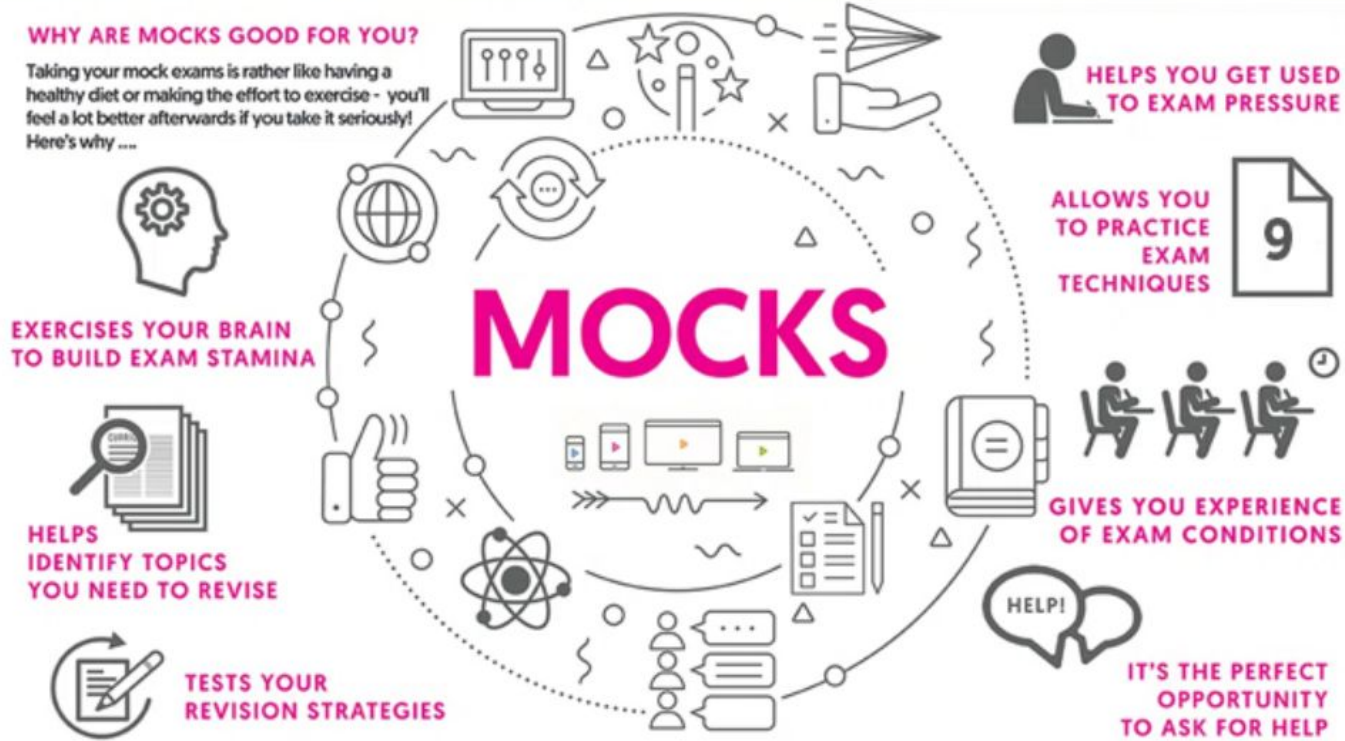 WHY ARE MOCKS GOOD FOR YOU?
Taking your mock exams is rather like having a
healthy diet or making the effort to exercise - you'll
feel a lot better afterwards if you take it seriously!
Here's why ....
EXERCISES YOUR BRAIN
TO BUILD EXAM STAMINA
CURRIC
HELPS
IDENTIFY TOPICS
YOU NEED TO REVISE
TESTS YOUR
REVISION STRATEGIES
MOCKS
HELPS YOU GET USED
TO EXAM PRESSURE
ALLOWS YOU
TO PRACTICE
EXAM
TECHNIQUES
9
GIVES YOU EXPERIENCE
OF EXAM CONDITIONS
HELP!
IT'S THE PERFECT
OPPORTUNITY
TO ASK FOR HELP